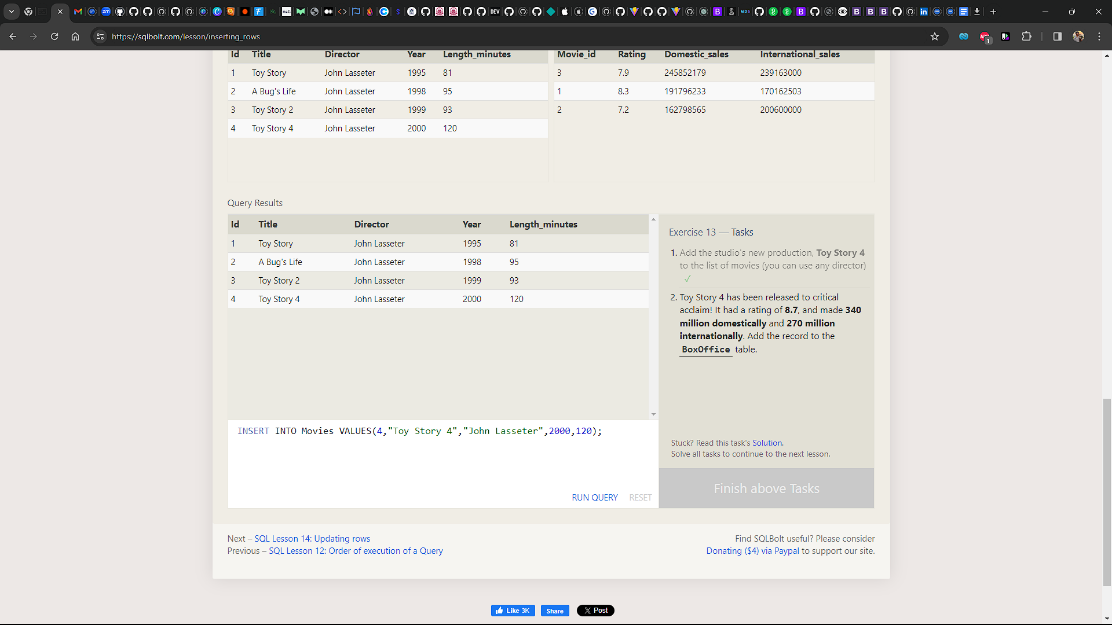 https://sqlbolt.com/lesson/inserting_rows
Id Title Director Year Length_minutes
1 Toy Story John Lasseter 1995 81
2 A Bug's Life John Lasseter 1998 95
3 Toy Story 2 John Lasseter 1999 93
4 Toy Story 4 John Lasseter 2000 120
Movie_id Rating Domestic_sales International_sales
3 7.9 245852179 239163000
1 8.3 191796233 170162503
2 7.2 162798565 200600000
Query Results
Id Title Director Year Length_minutes
1 Toy Story John Lasseter 1995 81
2 A Bug's Life John Lasseter 1998 95
3 Toy Story 2 John Lasseter 1999 93
4 Toy Story 4 John Lasseter 2000 120
INSERT INTO Movies VALUES(4,"Toy Story 4","John Lasseter",2000,120);
RUN QUERY RESET
Exercise 13 — Tasks
1. Add the studio's new production, Toy Story 4
to the list of movies (you can use any director)
✓
2. Toy Story 4 has been released to critical
acclaim! It had a rating of 8.7, and made 340
million domestically and 270 million
internationally. Add the record to the
BoxOffice table.
Stuck? Read this task's Solution.
Solve all tasks to continue to the next lesson.
Finish above Tasks
Next – SQL Lesson 14: Updating rows
Previous – SQL Lesson 12: Order of execution of a Query
Find SQLBolt useful? Please consider
Donating ($4) via Paypal to support our site.
Like 3K
Share
X Post